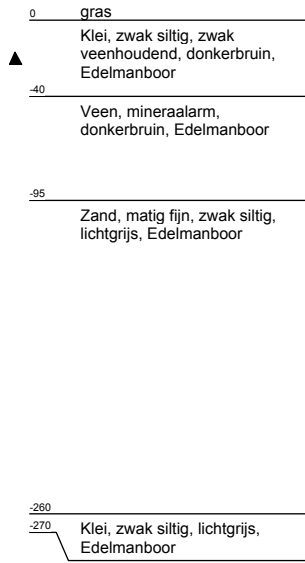 0 gras
Klei, zwak siltig, zwak
veenhoudend, donkerbruin,
Edelmanboor
-40
Veen, mineraalarm,
donkerbruin, Edelmanboor
-95
Zand, matig fijn, zwak siltig,
lichtgrijs, Edelmanboor
-260
-270 Klei, zwak siltig, lichtgrijs,
Edelmanboor